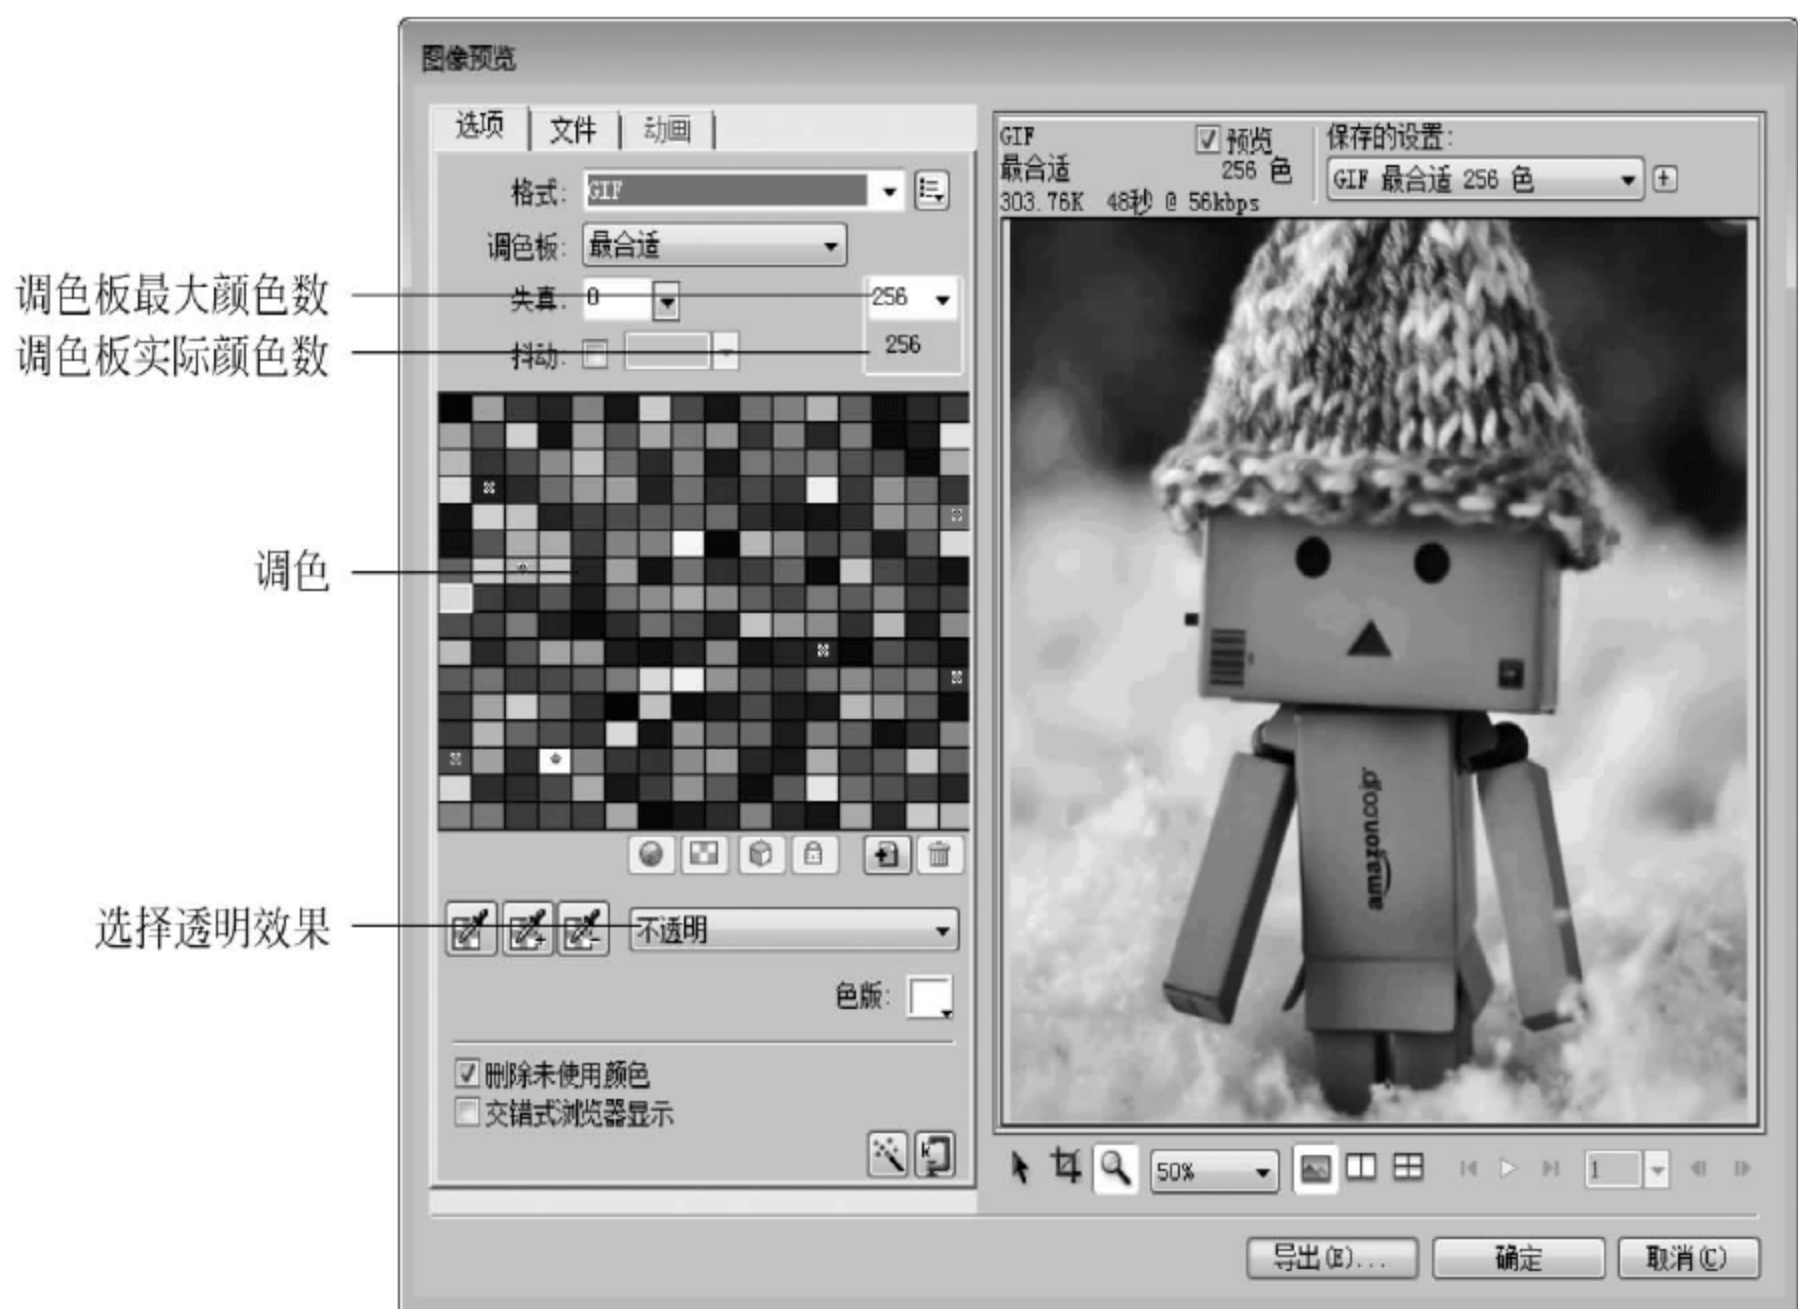 图像预览
选项 文件 动画
格式: GIF
调色板: 最合适
调色板最大颜色数
失真: 0 256
调色板实际颜色数
抖动: 256
调色
选择透明效果
不透明
色版:
删除未使用颜色
交错式浏览器显示
GIF
预览
最合适
256 色
303.76K 48秒 @ 56kbps
保存的设置:
GIF 最合适 256 色
amazon.co.jp
50% 1
导出(E)... 确定 取消(C)